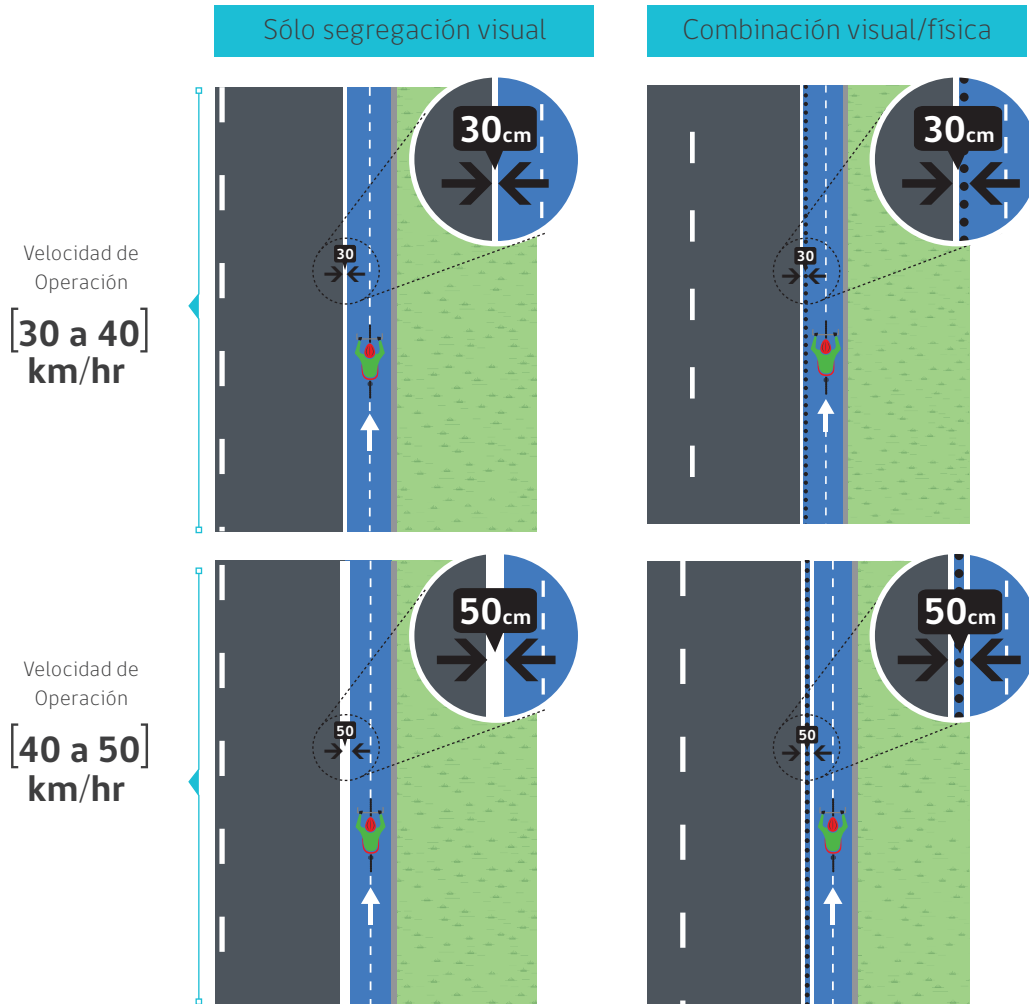 Sólo segregación visual
Combinación visual/física
Velocidad de
Operación
[30 a 40]
km/hr
30cm
30
30cm
30
Velocidad de
Operación
[40 a 50]
km/hr
50cm
50
50cm
50